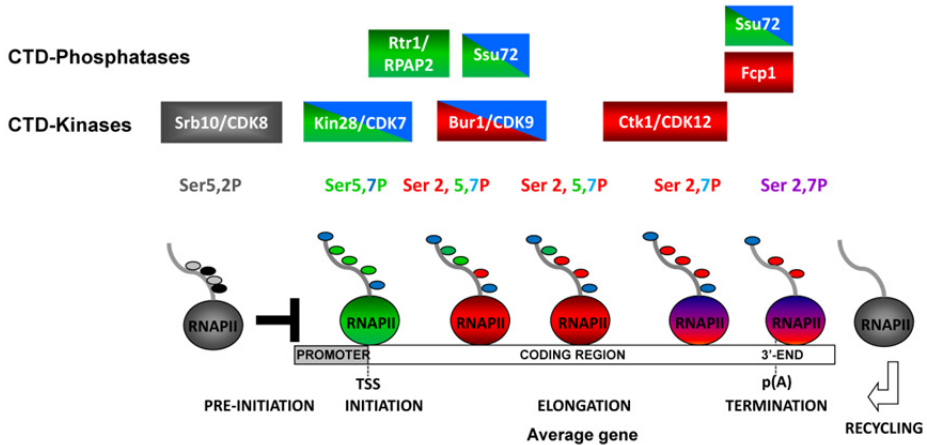 Ssu72
Rtr1/
RPAP2
Ssu72
CTD-Phosphatases
Fcp1
CTD-Kinases
Srb10/CDK8
Kin28/CDK7
Bur1/CDK9
Ctk1/CDK12
Ser5,2P
Ser5,7P
Ser 2, 5,7P
Ser 2, 5,7P
Ser 2,7P
Ser 2,7P
RNAPII
RNAPII
RNAPII
RNAPII
RNAPII
RNAPII
RNAPII
PROMOTER
CODING REGION
3'-END
TSS
p(A)
PRE-INITIATION
INITIATION
ELONGATION
TERMINATION
RECYCLING
Average gene